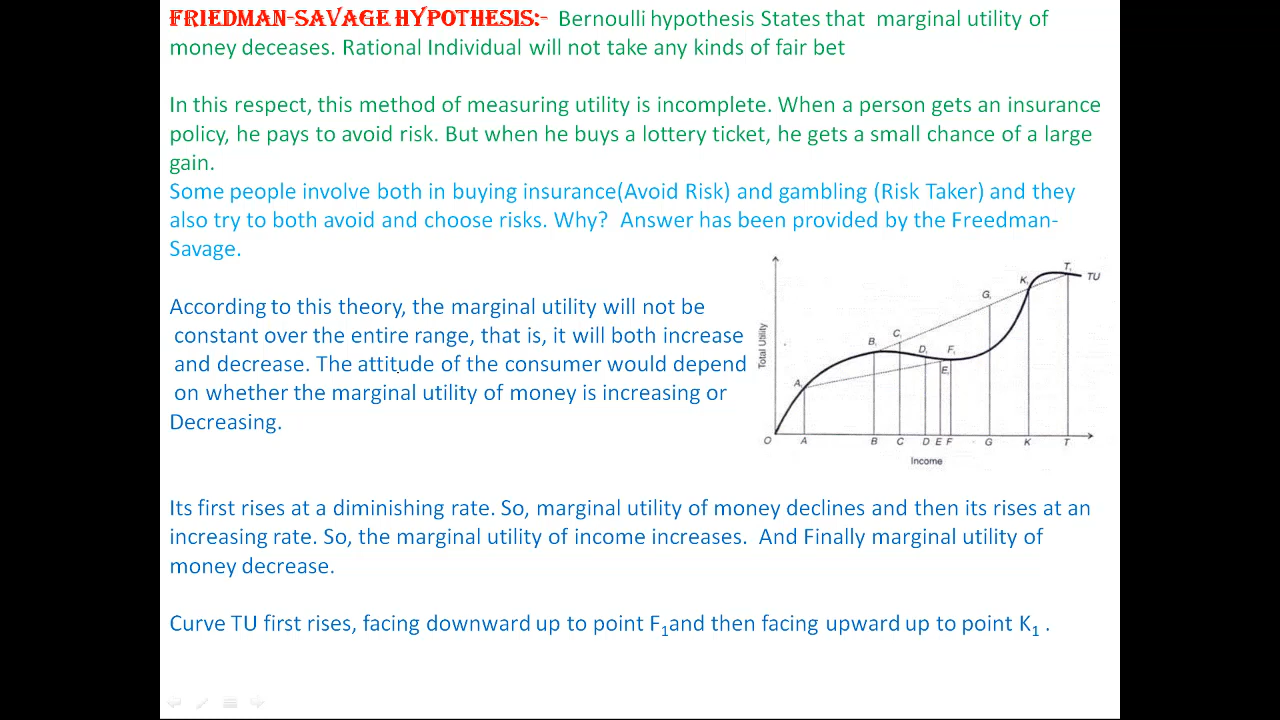 FRIEDMAN-SAVAGE HYPOTHESIS:- Bernoulli hypothesis States that marginal utility of
money deceases. Rational Individual will not take any kinds of fair bet
In this respect, this method of measuring utility is incomplete. When a person gets an insurance
policy, he pays to avoid risk. But when he buys a lottery ticket, he gets a small chance of a large
gain.
Some people involve both in buying insurance(Avoid Risk) and gambling (Risk Taker) and they
also try to both avoid and choose risks. Why? Answer has been provided by the Freedman-
Savage.
According to this theory, the marginal utility will not be
constant over the entire range, that is, it will both increase
and decrease. The attitude of the consumer would depend
on whether the marginal utility of money is increasing or
Decreasing.
Total Utility
A₁
B₁
C₁
D₁
E₁
F₁
G₁
K₁
T₁
TU
O A B C D E F G K T
Income
Its first rises at a diminishing rate. So, marginal utility of money declines and then its rises at an
increasing rate. So, the marginal utility of income increases. And Finally marginal utility of
money decrease.
Curve TU first rises, facing downward up to point F₁and then facing upward up to point K₁ .